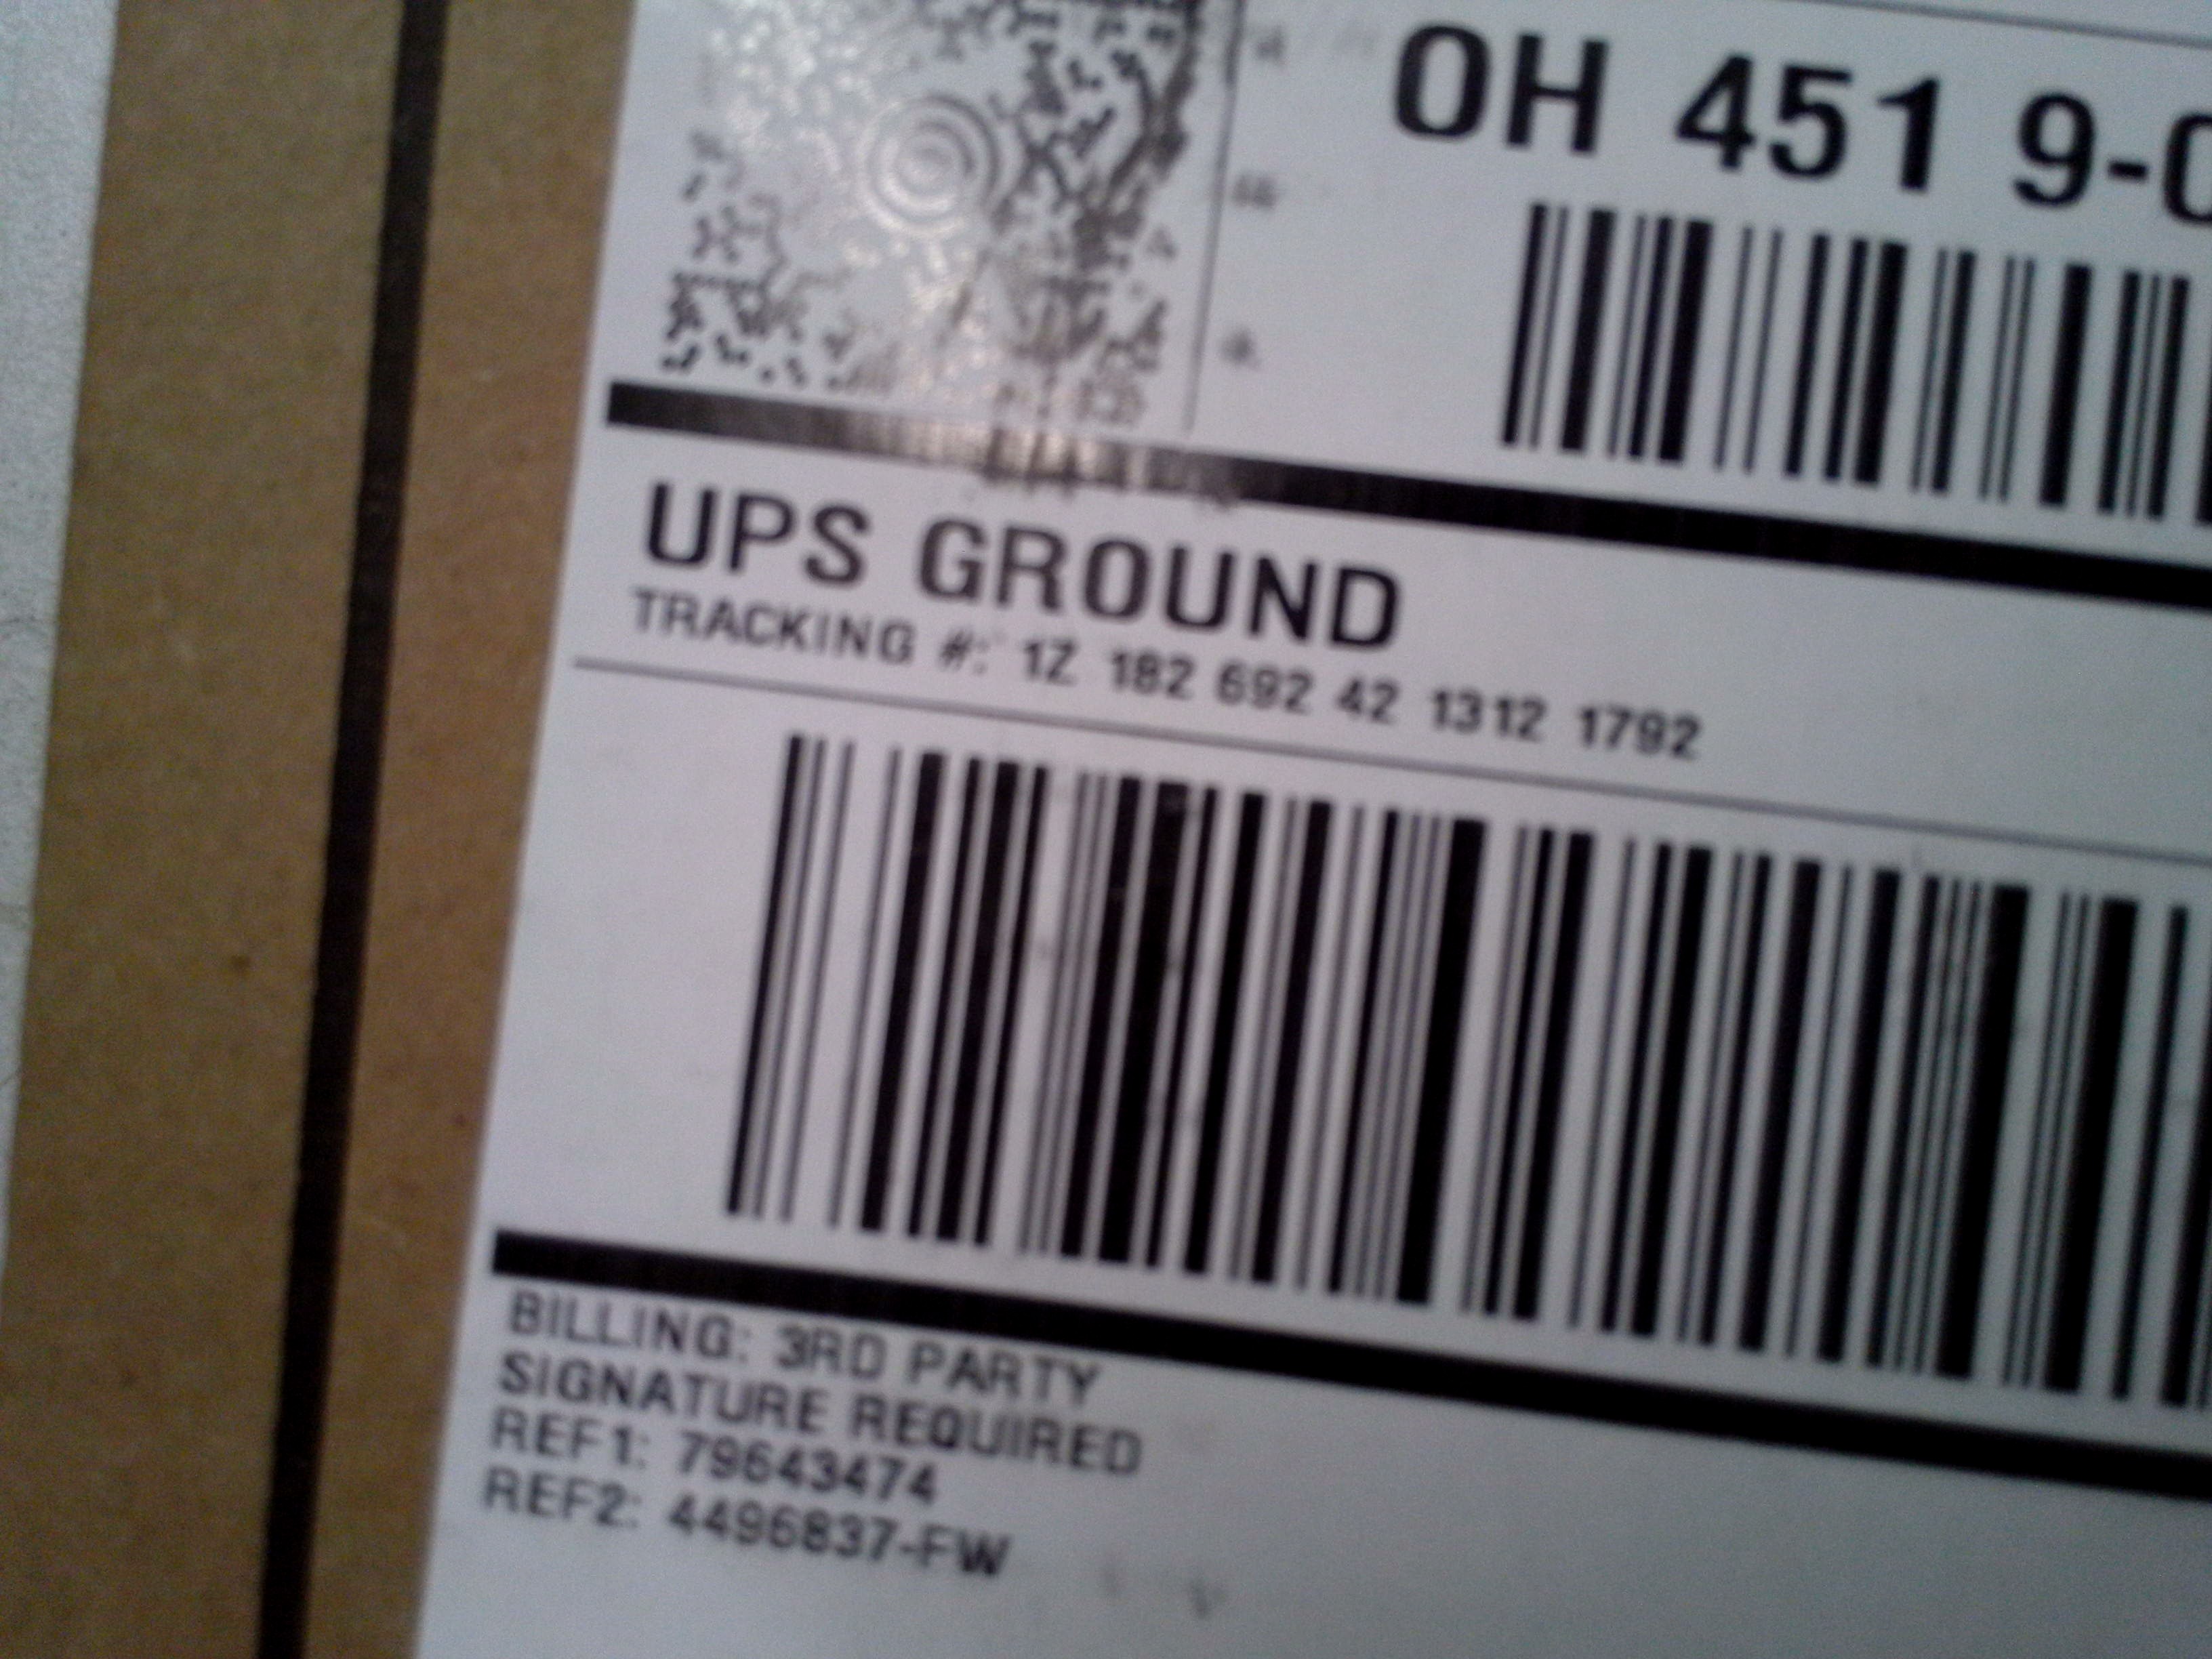 OH 451 9-0
UPS GROUND
TRACKING #: 1Z 182 692 42 1312 1792
BILLING: 3RD PARTY
SIGNATURE REQUIRED
REF1: 79643474
REF2: 4496837-FW